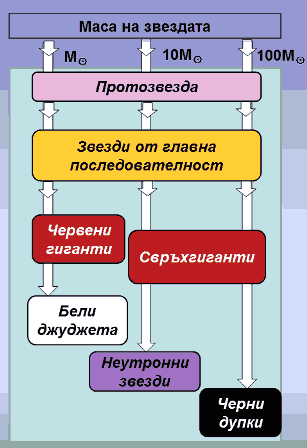 Маса на звездата
M⊙
10M⊙
100M⊙
Протозвезда
Звезди от главна
последователност
Червени
гиганти
Свръхгиганти
Бели
джуджета
Неутронни
звезди
Черни
дупки